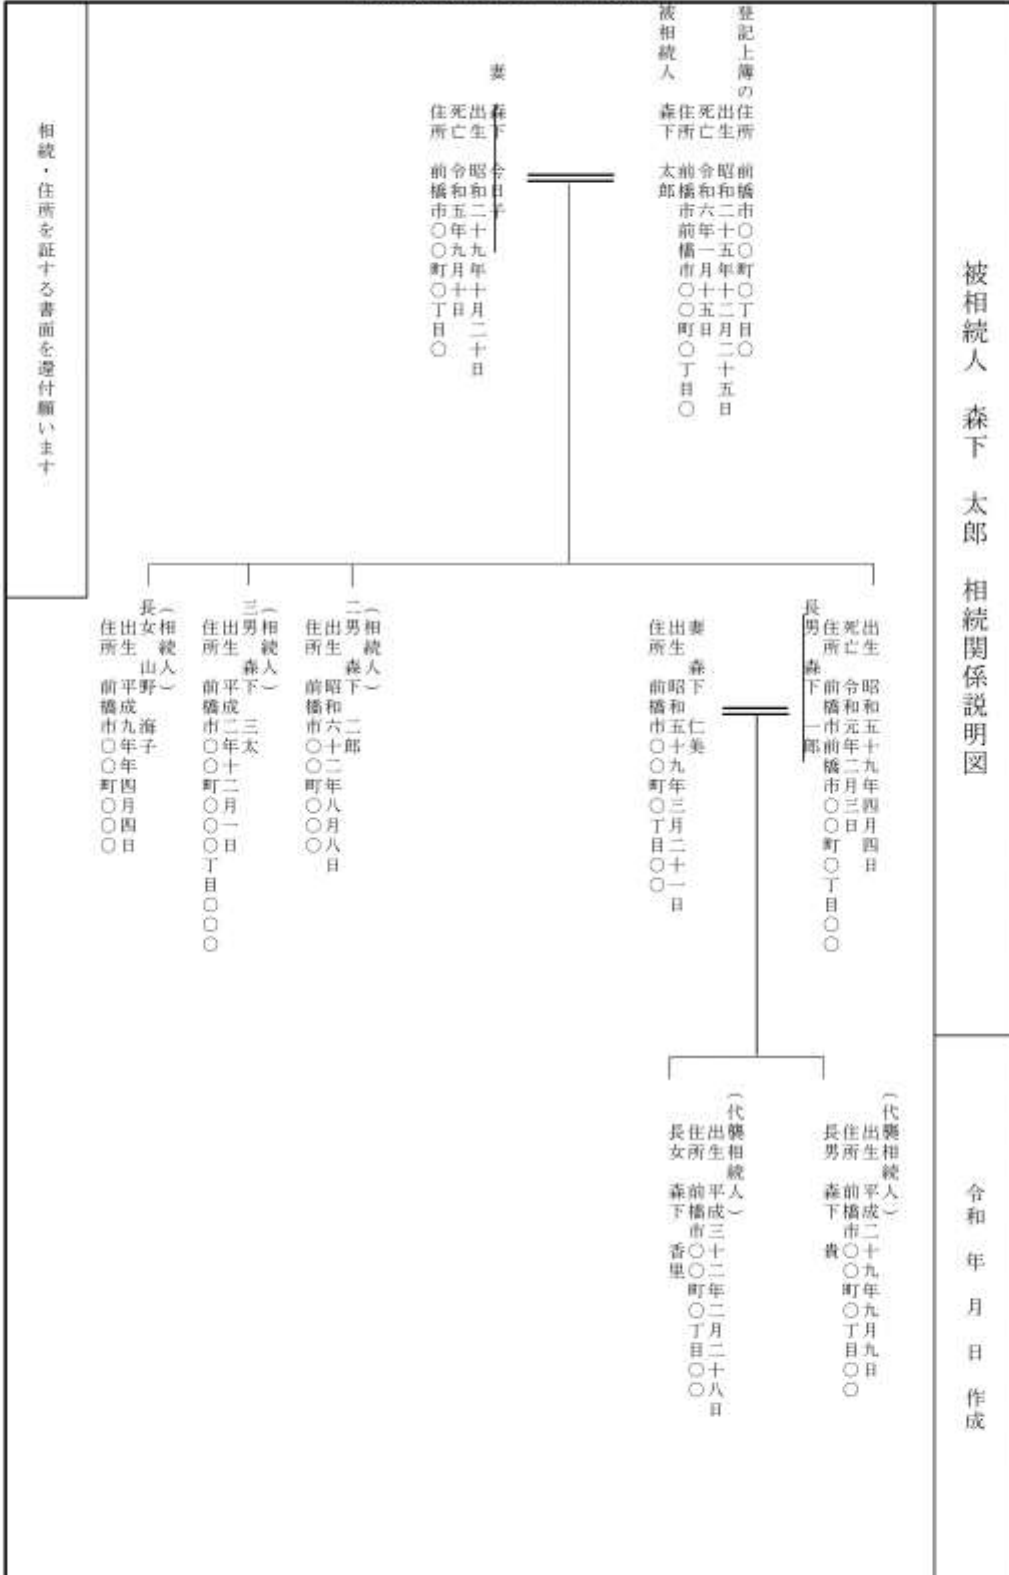 被相続人 森下 太郎 相続関係説明図
令和 年 月 日 作成
登記上簿の住所 前橋市〇〇町〇丁目〇
出生 昭和二十五年十二月二十五日
死亡 令和六年一月十五日
住所 前橋市前橋市〇〇町〇丁目〇
被相続人 森下 太郎
妻 森下 今日子
出生 昭和二十九年十月二十日
死亡 令和五年九月十日
住所 前橋市〇〇町〇丁目〇
出生 昭和五十九年四月四日
死亡 令和元年二月三日
住所 前橋市前橋市〇〇町〇丁目〇〇
長男 森下 一郎
妻 森下 仁美
出生 昭和五十九年三月二十一日
住所 前橋市〇〇町〇丁目〇〇
(相続人)
二男 森下 二郎
出生 昭和六十二年八月八日
住所 前橋市〇〇町〇〇〇
(相続人)
三男 森下 三太
出生 平成二年十二月一日
住所 前橋市〇〇町〇〇〇丁目〇〇〇
(相続人)
長女 山野 海子
出生 平成九年年四月四日
住所 前橋市〇〇町〇〇〇
(代襲相続人)
出生 平成二十九年九月九日
住所 前橋市〇〇町〇丁目〇〇
長男 森下 貴
(代襲相続人)
出生 平成三十二年二月二十八日
住所 前橋市〇〇町〇丁目〇〇
長女 森下 香里
相続・住所を証する書面を還付願います